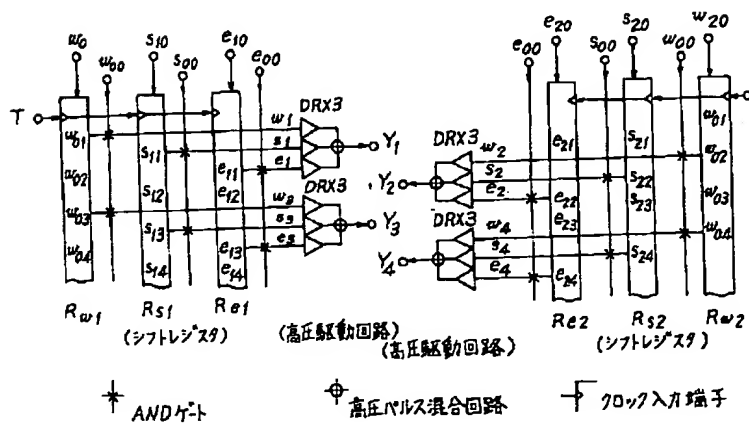 w0 w00 s10 s00 e10 e00
e00 e20 s00 s20 w00 w20
T
DRX3
w01 s11 e11 w1 s1 e1 Y1
w02 s12 e12
DRX3
w03 s13 e13 w3 s3 e3 Y3
w04 s14 e14
Rw1 Rs1 Re1
(シフトレジスタ)
(高圧駆動回路)
DRX3
Y2 w2 s2 e2 e21 s21 w01
e22 s22 w02
DRX3
e23 s23 w03
Y4 w4 s4 e4 e24 s24 w04
Re2 Rs2 Rw2
(高圧駆動回路)
(シフトレジスタ)
ANDゲート
高圧パルス混合回路
クロック入力端子